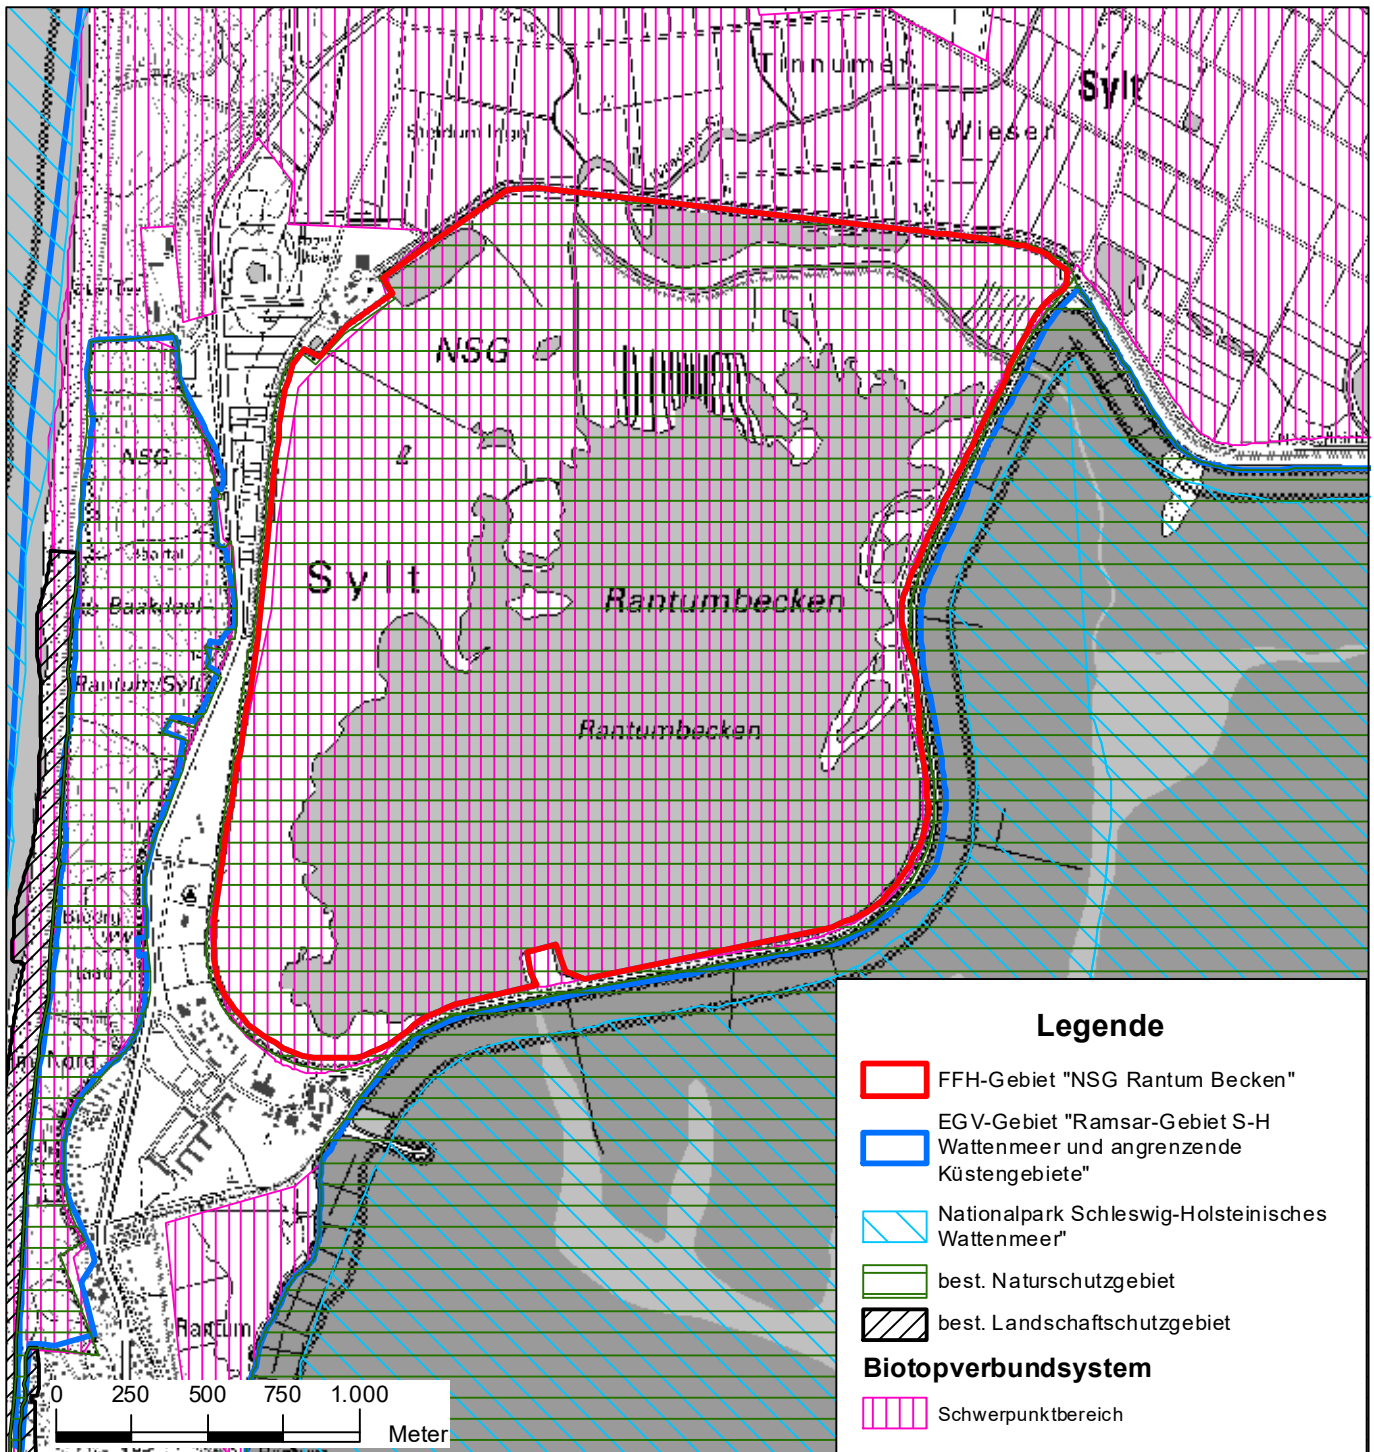 Tinnumer
Sylt
Wiesen
NSG
NSG
Sylt
Baakdeel
Rantumbecken
Rantum/Sylt
Rantumbecken
Nord
Rantum
0 250 500 750 1.000
Meter
Legende
FFH-Gebiet "NSG Rantum Becken"
EGV-Gebiet "Ramsar-Gebiet S-H
Wattenmeer und angrenzende
Küstengebiete"
Nationalpark Schleswig-Holsteinisches
Wattenmeer"
best. Naturschutzgebiet
best. Landschaftschutzgebiet
Biotopverbundsystem
Schwerpunktbereich